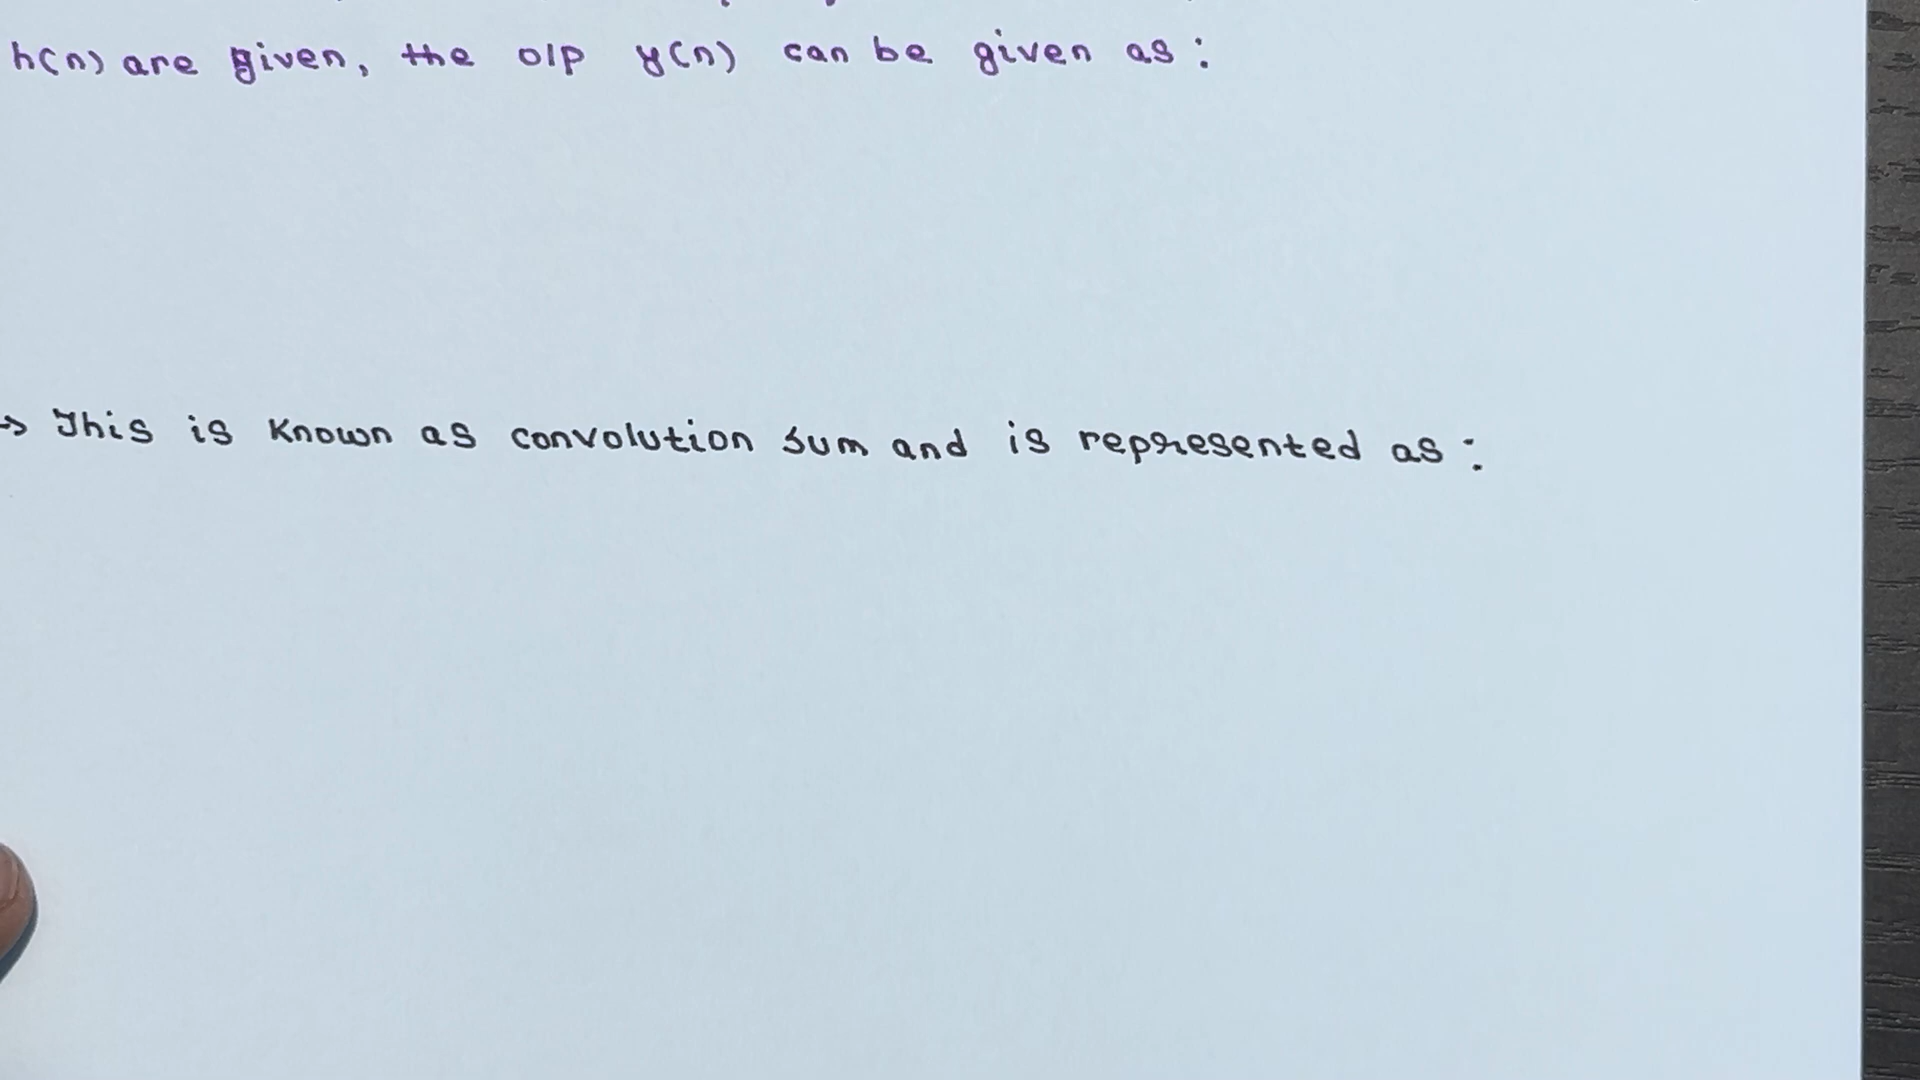 h(n) are given, the o/p y(n) can be given as :
→ This is Known as convolution sum and is represented as :